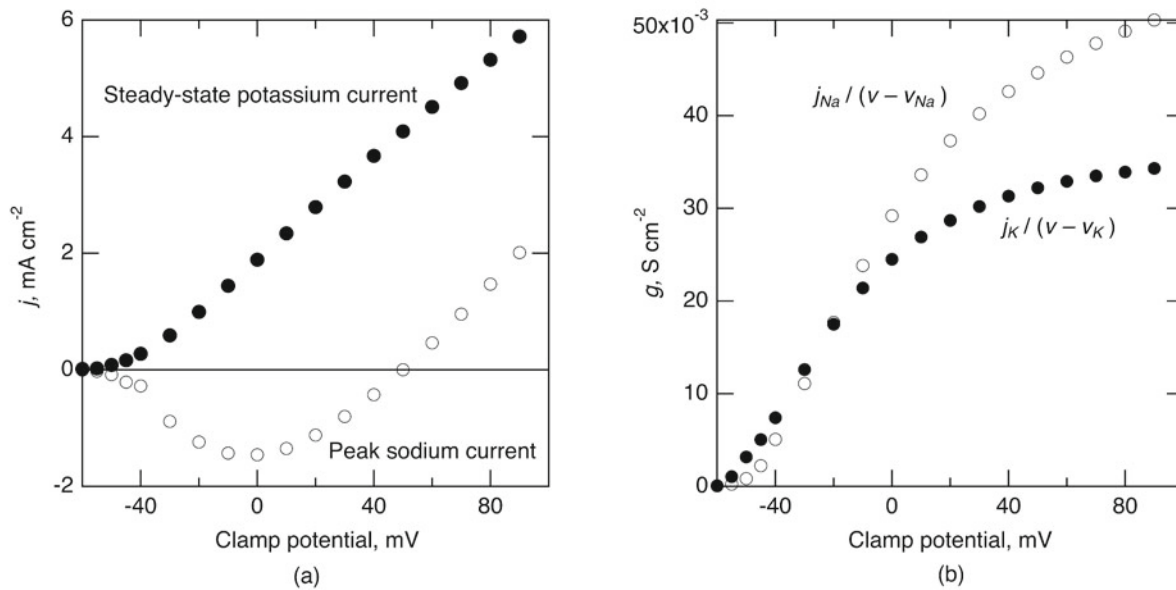 6
4
2
0
-2
j, mA cm-2
Steady-state potassium current
Peak sodium current
-40
0
40
80
Clamp potential, mV
(a)
50x10-3
40
30
20
10
0
g, S cm-2
jNa / (v – vNa)
jK / (v – vK)
-40
0
40
80
Clamp potential, mV
(b)